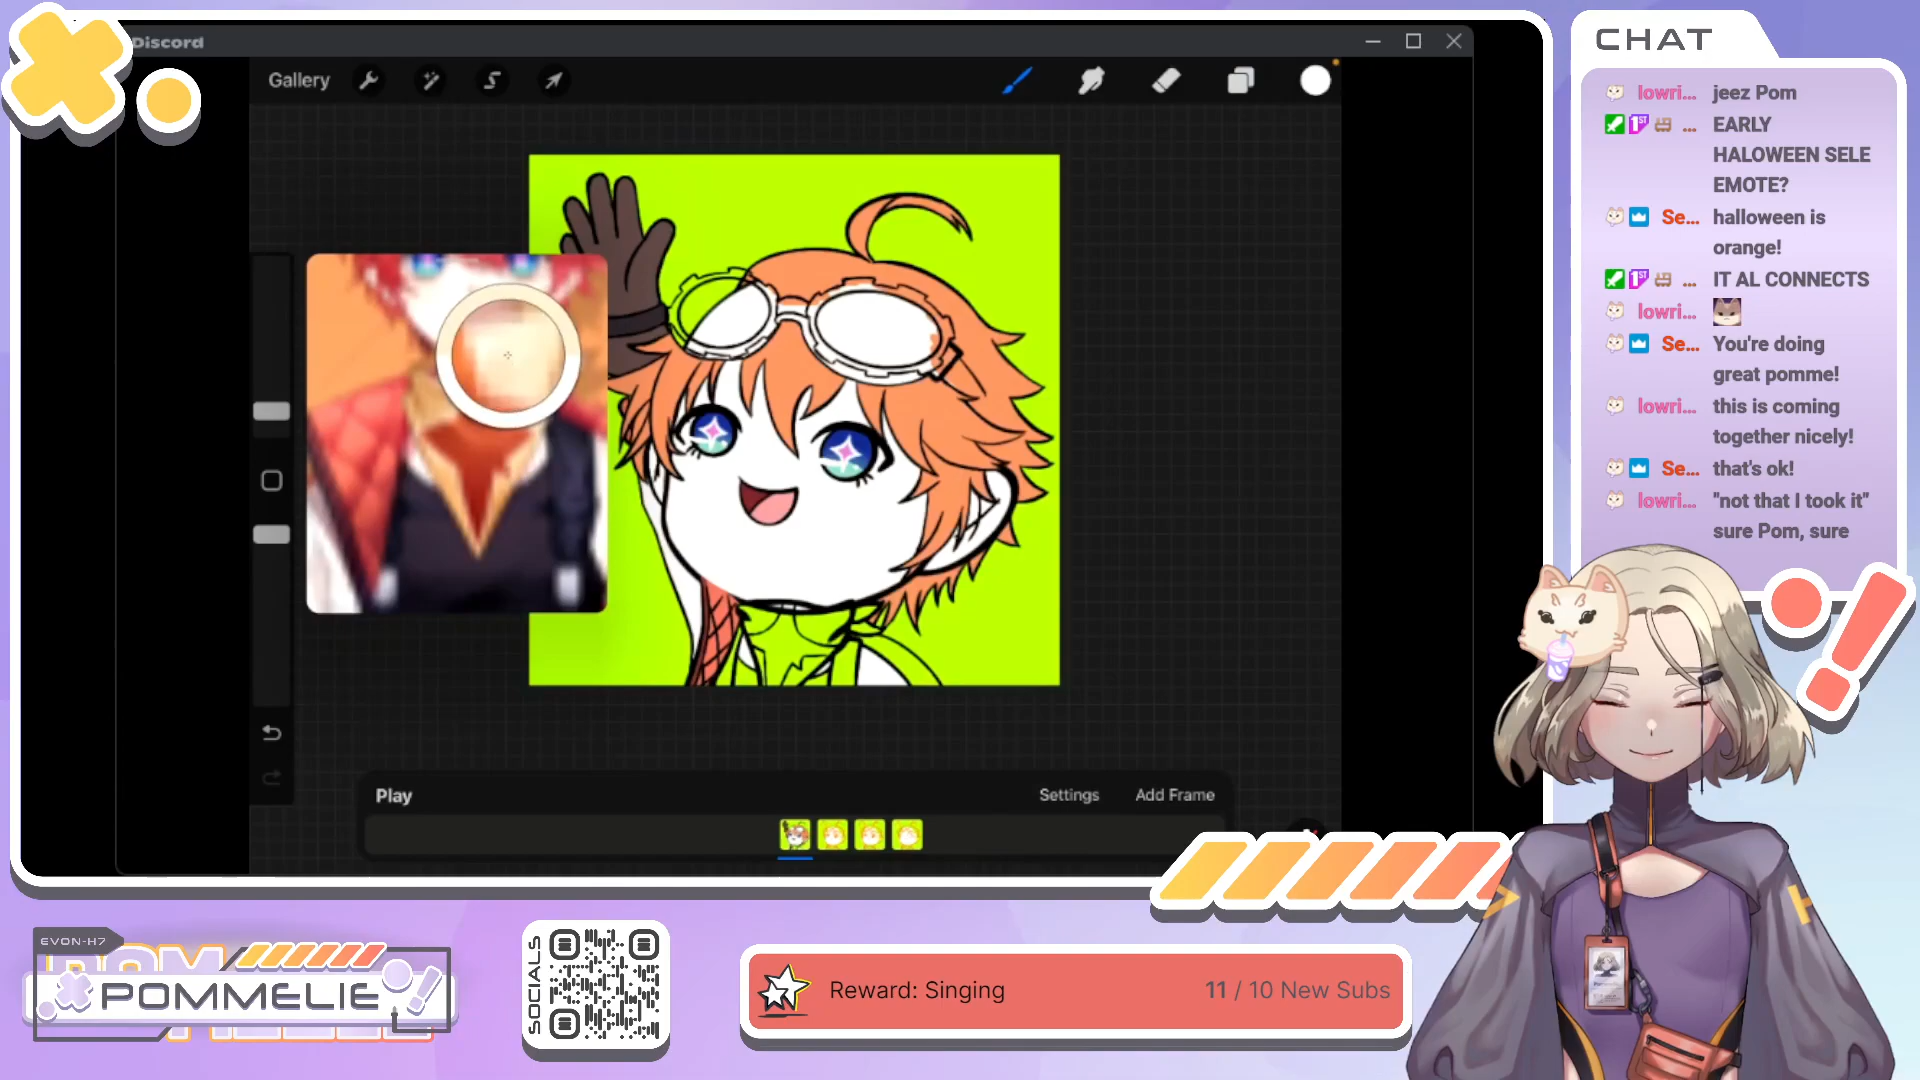 Discord
Gallery
Play
Settings
Add Frame
CHAT
lowri... jeez Pom
1ST ... EARLY
HALOWEEN SELE
EMOTE?
Se... halloween is
orange!
1ST ... IT AL CONNECTS
lowri...
Se... You're doing
great pomme!
lowri... this is coming
together nicely!
Se... that's ok!
lowri... "not that I took it"
sure Pom, sure
EVON-H7
POMMELIE
SOCIALS
Reward: Singing
11 / 10 New Subs